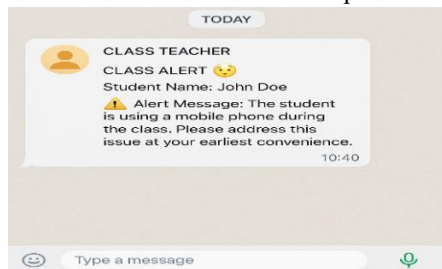 TODAY
CLASS TEACHER
CLASS ALERT 😟
Student Name: John Doe
⚠️ Alert Message: The student
is using a mobile phone during
the class. Please address this
issue at your earliest convenience.
10:40
Type a message